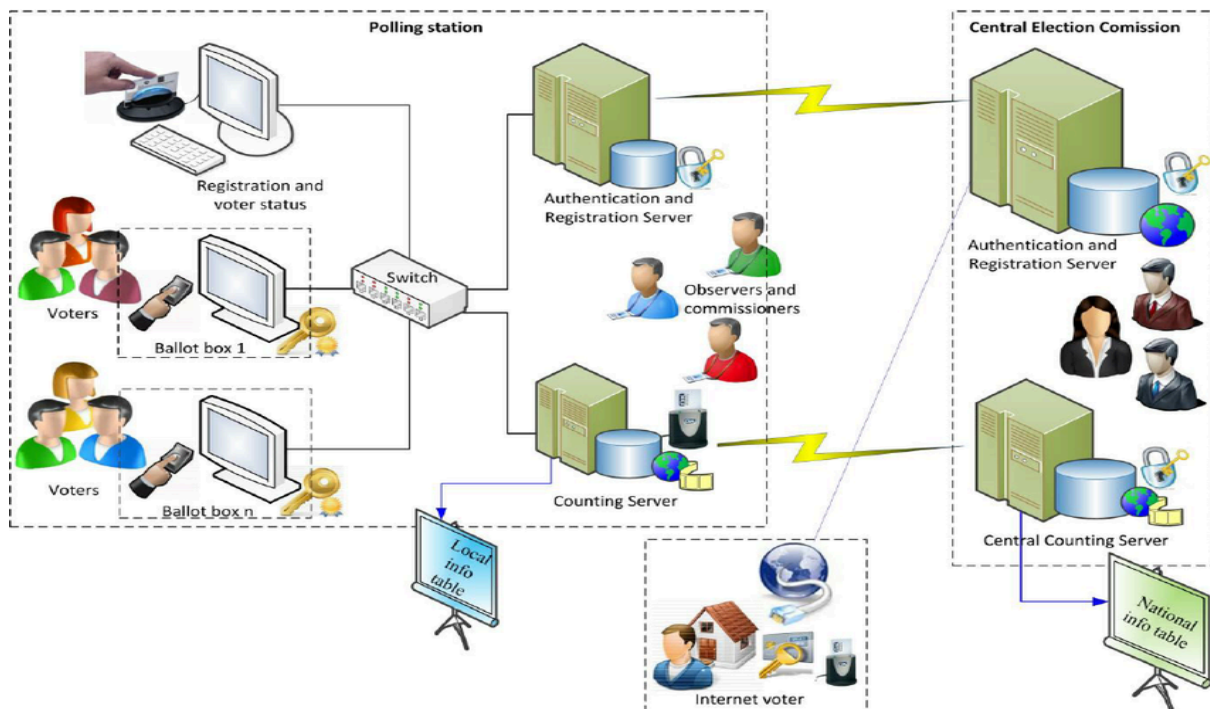 Polling station
Central Election Comission
Registration and
voter status
Authentication and
Registration Server
Authentication and
Registration Server
Switch
Observers and
commissioners
Voters
Ballot box 1
Voters
Ballot box n
Counting Server
Central Counting Server
Local
info
table
National
info table
Internet voter